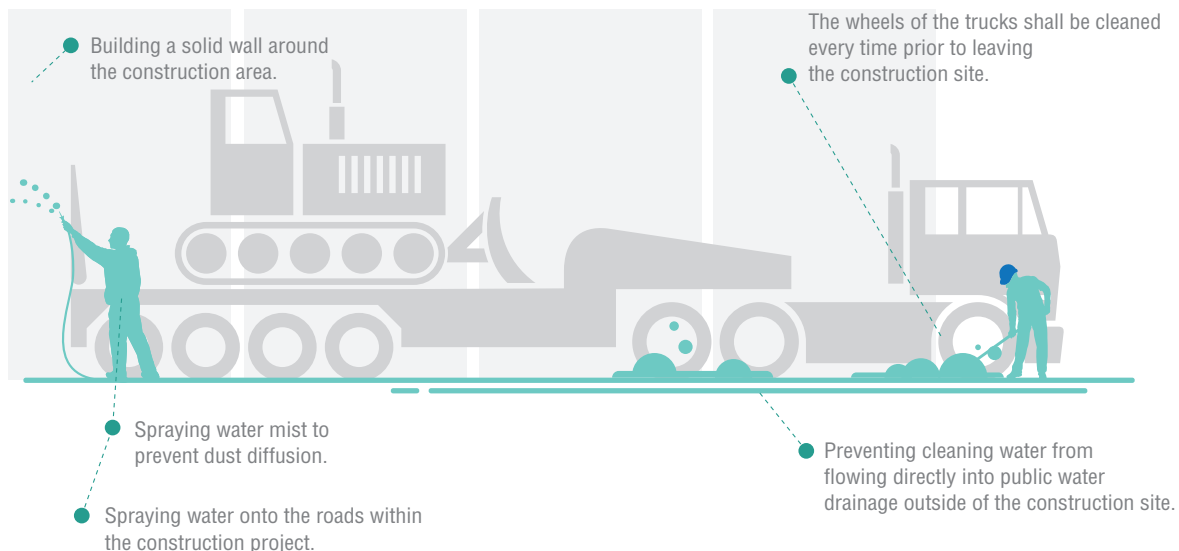 Building a solid wall around
the construction area.
The wheels of the trucks shall be cleaned
every time prior to leaving
the construction site.
Spraying water mist to
prevent dust diffusion.
Preventing cleaning water from
flowing directly into public water
drainage outside of the construction site.
Spraying water onto the roads within
the construction project.